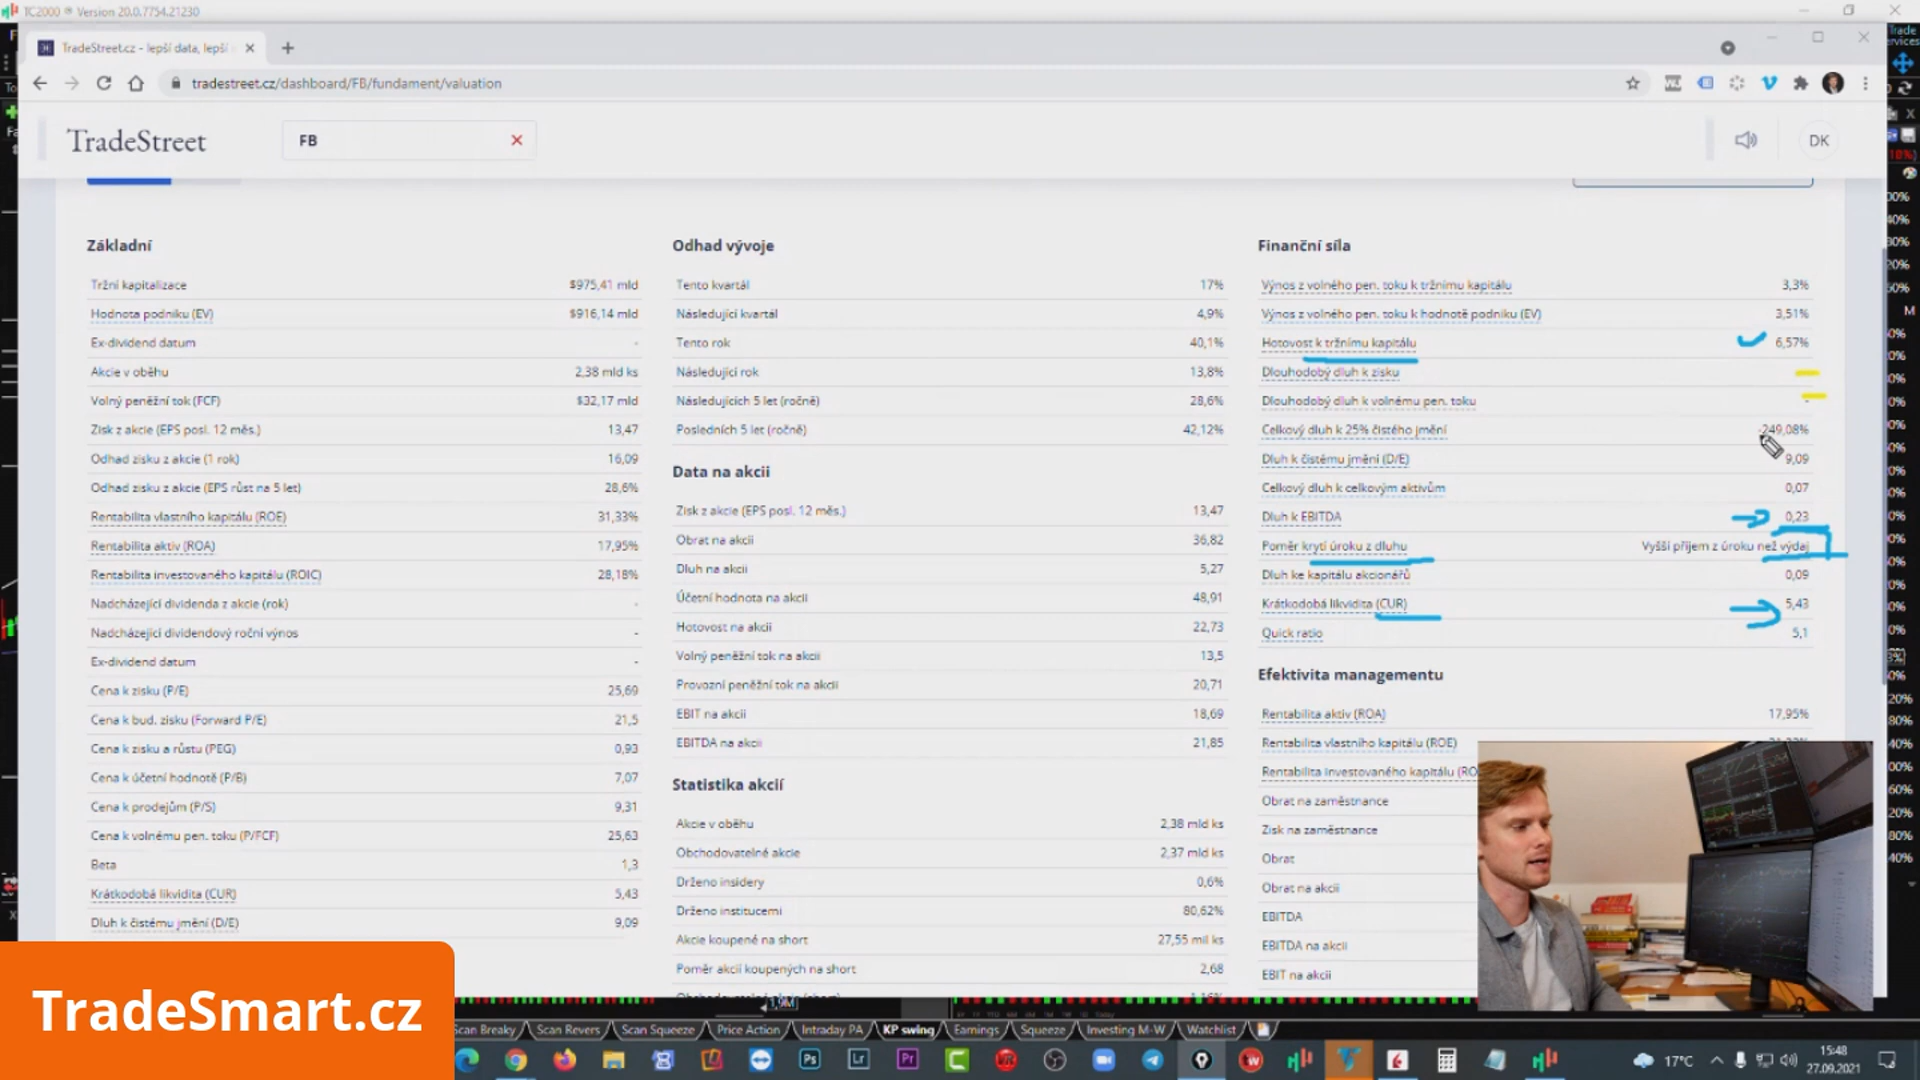 TC2000 ® Version 20.0.7754.21230
TradeStreet.cz - lepší data, lepší
tradestreet.cz/dashboard/FB/fundament/valuation
TradeStreet
FB
DK
Základní
Tržní kapitalizace $975,41 mld
Hodnota podniku (EV) $916,14 mld
Ex-dividend datum -
Akcie v oběhu 2,38 mld ks
Volný peněžní tok (FCF) $32,17 mld
Zisk z akcie (EPS posl. 12 měs.) 13,47
Odhad zisku z akcie (1 rok) 16,09
Odhad zisku z akcie (EPS růst na 5 let) 28,6%
Rentabilita vlastního kapitálu (ROE) 31,33%
Rentabilita aktiv (ROA) 17,95%
Rentabilita investovaného kapitálu (ROIC) 28,18%
Nadcházející dividenda z akcie (rok) -
Nadcházející dividendový roční výnos -
Ex-dividend datum -
Cena k zisku (P/E) 25,69
Cena k bud. zisku (Forward P/E) 21,5
Cena k zisku a růstu (PEG) 0,93
Cena k účetní hodnotě (P/B) 7,07
Cena k prodejům (P/S) 9,31
Cena k volnému pen. toku (P/FCF) 25,63
Beta 1,3
Krátkodobá likvidita (CUR) 5,43
Dluh k čistému jmění (D/E) 9,09
Odhad vývoje
Tento kvartál 17%
Následující kvartál 4,9%
Tento rok 40,1%
Následující rok 13,8%
Následujících 5 let (ročně) 28,6%
Posledních 5 let (ročně) 42,12%
Data na akcii
Zisk z akcie (EPS posl. 12 měs.) 13,47
Obrat na akcii 36,82
Dluh na akcii 5,27
Účetní hodnota na akcii 48,91
Hotovost na akcii 22,73
Volný peněžní tok na akcii 13,5
Provozní peněžní tok na akcii 20,71
EBIT na akcii 18,69
EBITDA na akcii 21,85
Statistika akcií
Akcie v oběhu 2,38 mld ks
Obchodovatelné akcie 2,37 mld ks
Drženo insidery 0,6%
Drženo institucemi 80,62%
Akcie koupené na short 27,55 mil ks
Poměr akcií koupených na short 2,68
Finanční síla
Výnos z volného pen. toku k tržnímu kapitálu 3,3%
Výnos z volného pen. toku k hodnotě podniku (EV) 3,51%
Hotovost k tržnímu kapitálu 6,57%
Dlouhodobý dluh k zisku
Dlouhodobý dluh k volnému pen. toku -
Celkový dluh k 25% čistého jmění -249,08%
Dluh k čistému jmění (D/E) 9,09
Celkový dluh k celkovým aktivům 0,07
Dluh k EBITDA 0,23
Poměr krytí úroku z dluhu Vyšší příjem z úroku než výdaj
Dluh ke kapitálu akcionářů 0,09
Krátkodobá likvidita (CUR) 5,43
Quick ratio 5,1
Efektivita managementu
Rentabilita aktiv (ROA) 17,95%
Rentabilita vlastního kapitálu (ROE)
Rentabilita investovaného kapitálu (RO
Obrat na zaměstnance
Zisk na zaměstnance
Obrat
Obrat na akcii
EBITDA
EBITDA na akcii
EBIT na akcii
TradeSmart.cz
1,9M
Scan Breaky Scan Revers Scan Squeeze Price Action Intraday PA KP swing Earnings Squeeze Investing M-W Watchlist
17°C
15:48
27.09.2021